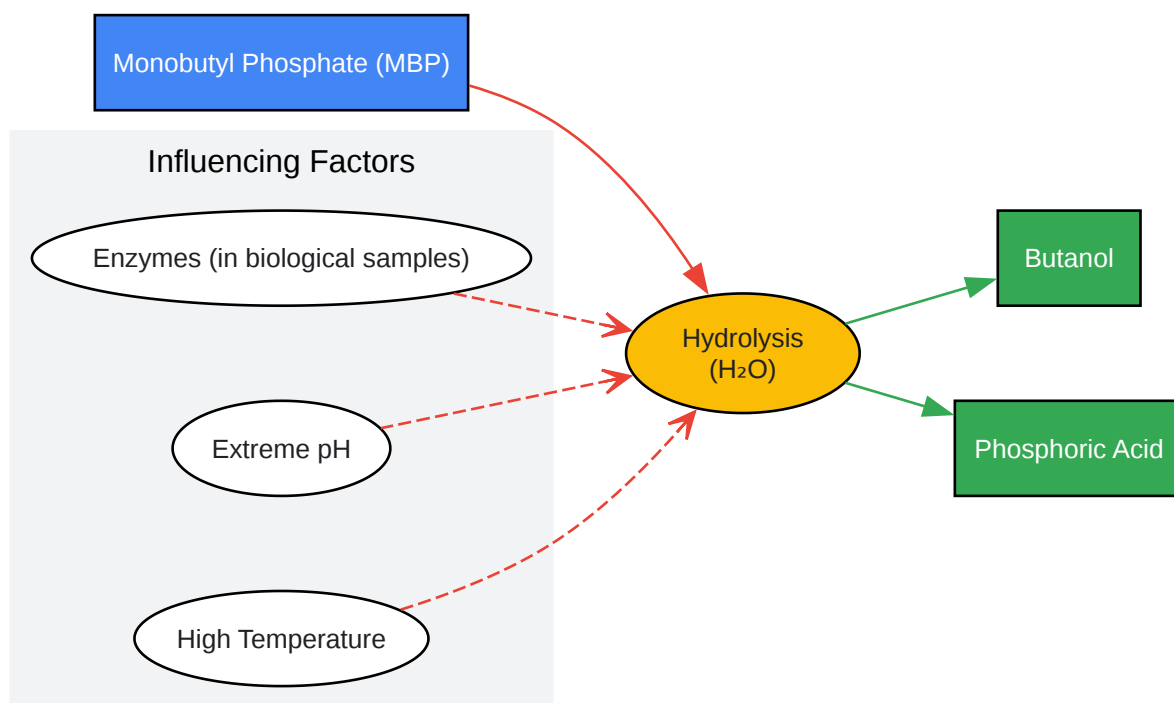 Monobutyl Phosphate (MBP)
Influencing Factors
Enzymes (in biological samples)
Extreme pH
High Temperature
Hydrolysis
(H₂O)
Butanol
Phosphoric Acid